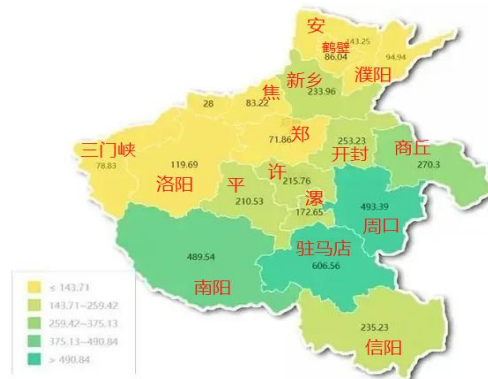 安
143.25
鹤壁
86.04
94.94
濮阳
新乡
233.96
焦
83.22
28
郑
71.86
253.23
开封
商丘
270.3
三门峡
78.83
119.69
洛阳
平
210.53
许
215.76
漯
172.65
493.39
周口
驻马店
606.56
489.54
南阳
235.23
信阳
≤ 143.71
143.71~259.42
259.42~375.13
375.13~490.84
> 490.84